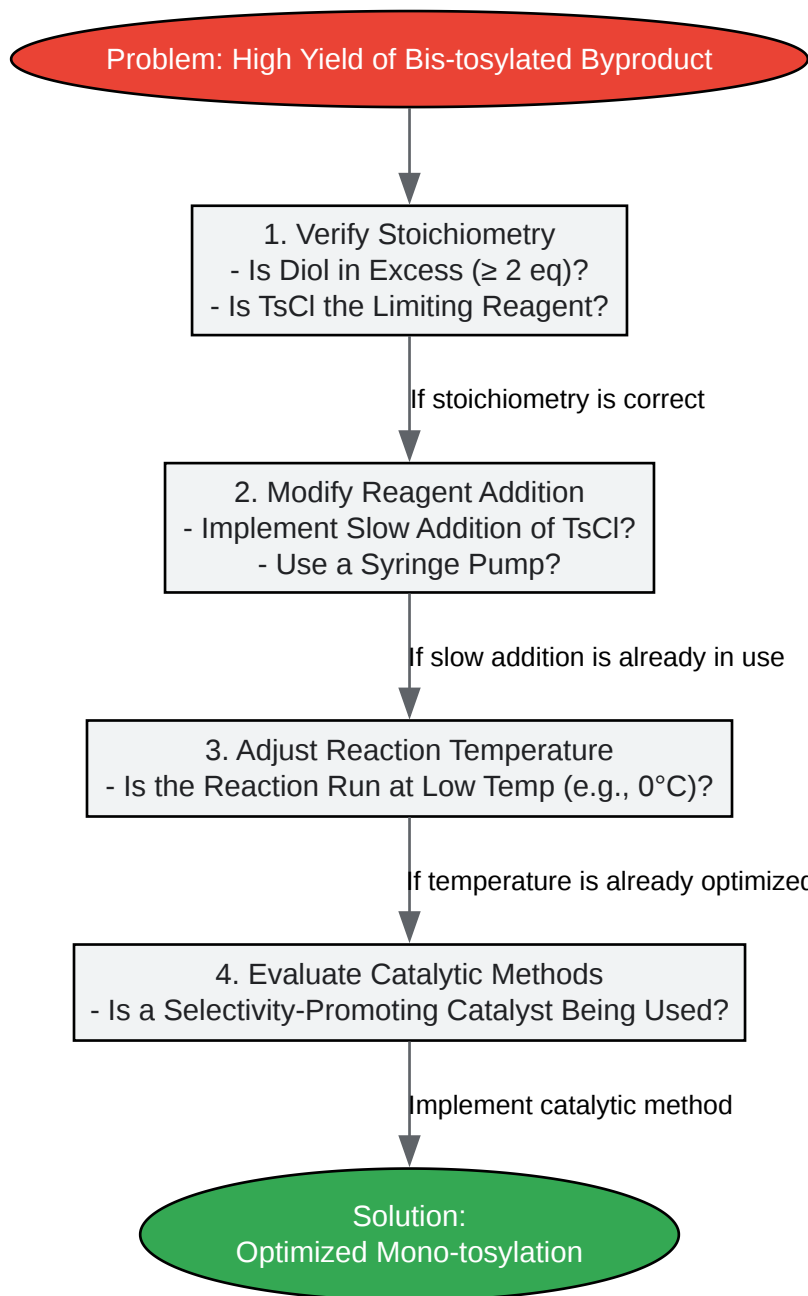 Problem: High Yield of Bis-tosylated Byproduct
1. Verify Stoichiometry
- Is Diol in Excess (≥ 2 eq)?
- Is TsCl the Limiting Reagent?
If stoichiometry is correct
2. Modify Reagent Addition
- Implement Slow Addition of TsCl?
- Use a Syringe Pump?
If slow addition is already in use
3. Adjust Reaction Temperature
- Is the Reaction Run at Low Temp (e.g., 0°C)?
If temperature is already optimized
4. Evaluate Catalytic Methods
- Is a Selectivity-Promoting Catalyst Being Used?
Implement catalytic method
Solution:
Optimized Mono-tosylation